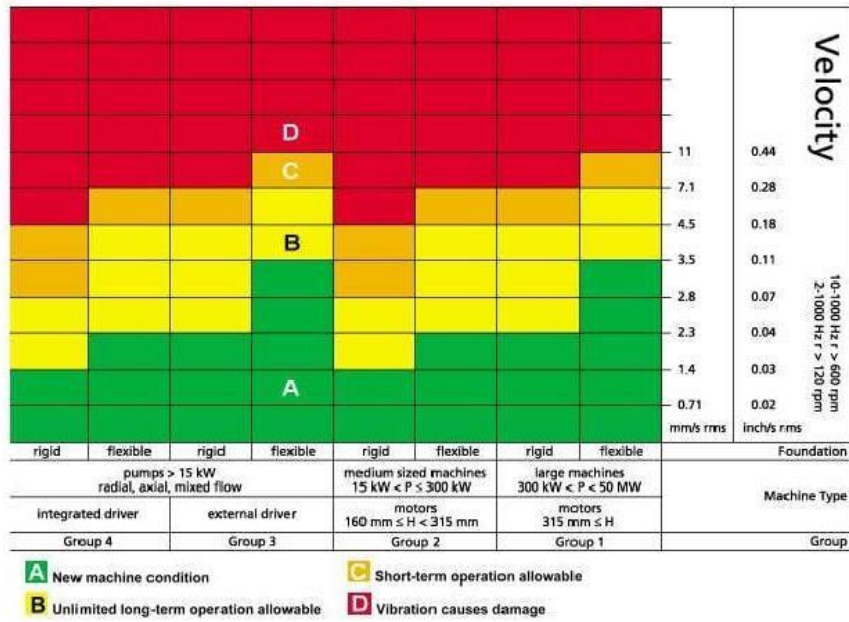 Velocity
10-1000 Hz r > 600 rpm
2-1000 Hz r > 120 rpm
D
C
B
A
11 0.44
7.1 0.28
4.5 0.18
3.5 0.11
2.8 0.07
2.3 0.04
1.4 0.03
0.71 0.02
mm/s rms inch/s rms
rigid flexible rigid flexible rigid flexible rigid flexible Foundation
pumps > 15 kW
radial, axial, mixed flow
medium sized machines
15 kW < P ≤ 300 kW
large machines
300 kW < P < 50 MW
Machine Type
integrated driver external driver
motors
160 mm ≤ H < 315 mm
motors
315 mm ≤ H
Group 4 Group 3 Group 2 Group 1 Group
A New machine condition
C Short-term operation allowable
B Unlimited long-term operation allowable
D Vibration causes damage